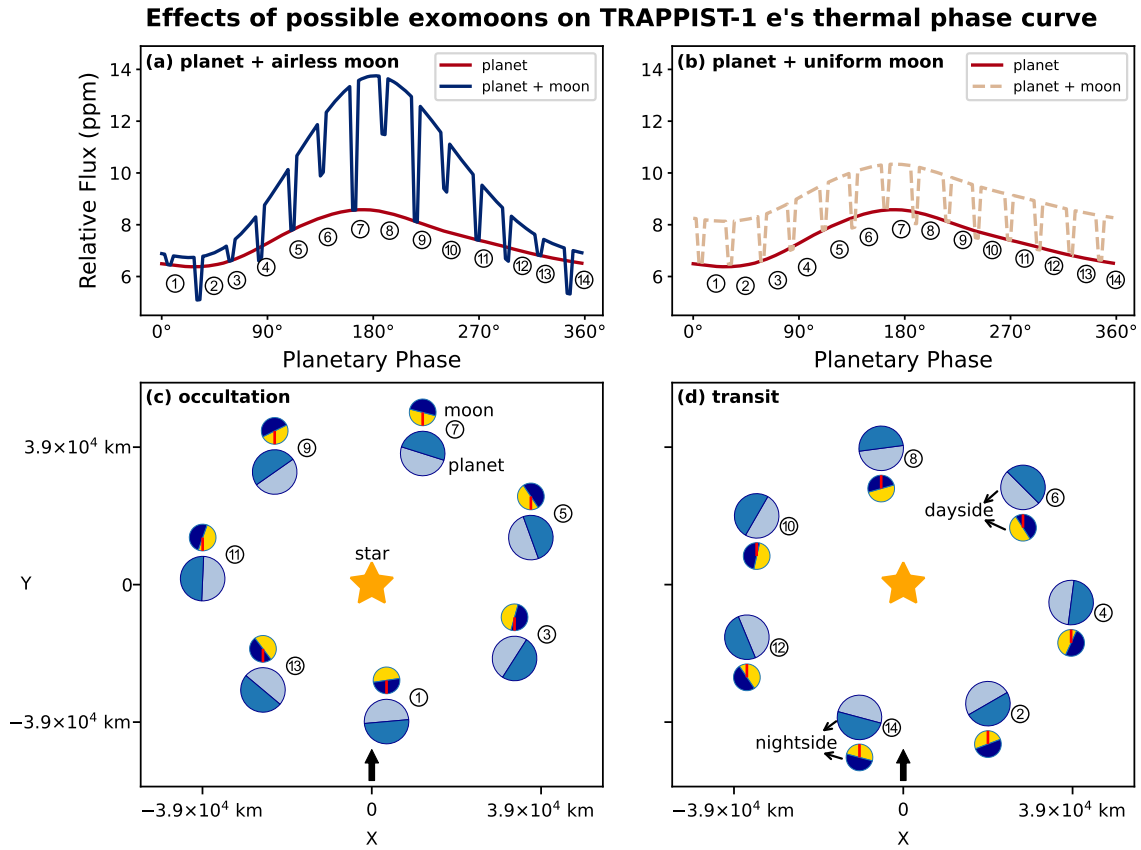 Effects of possible exomoons on TRAPPIST-1 e's thermal phase curve
(a) planet + airless moon
planet
planet + moon
Relative Flux (ppm)
14
12
10
8
6
① ② ③ ④ ⑤ ⑥ ⑦ ⑧ ⑨ ⑩ ⑪ ⑫ ⑬ ⑭
0° 90° 180° 270° 360°
Planetary Phase
(b) planet + uniform moon
planet
planet + moon
14
12
10
8
6
① ② ③ ④ ⑤ ⑥ ⑦ ⑧ ⑨ ⑩ ⑪ ⑫ ⑬ ⑭
0° 90° 180° 270° 360°
Planetary Phase
(c) occultation
moon
⑦
planet
⑨
⑤
⑪
star
③
⑬
①
3.9×10⁴ km
Y 0
−3.9×10⁴ km
−3.9×10⁴ km 0 3.9×10⁴ km
X
(d) transit
⑧
⑥
dayside
⑩
④
⑫
②
⑭
nightside
−3.9×10⁴ km 0 3.9×10⁴ km
X